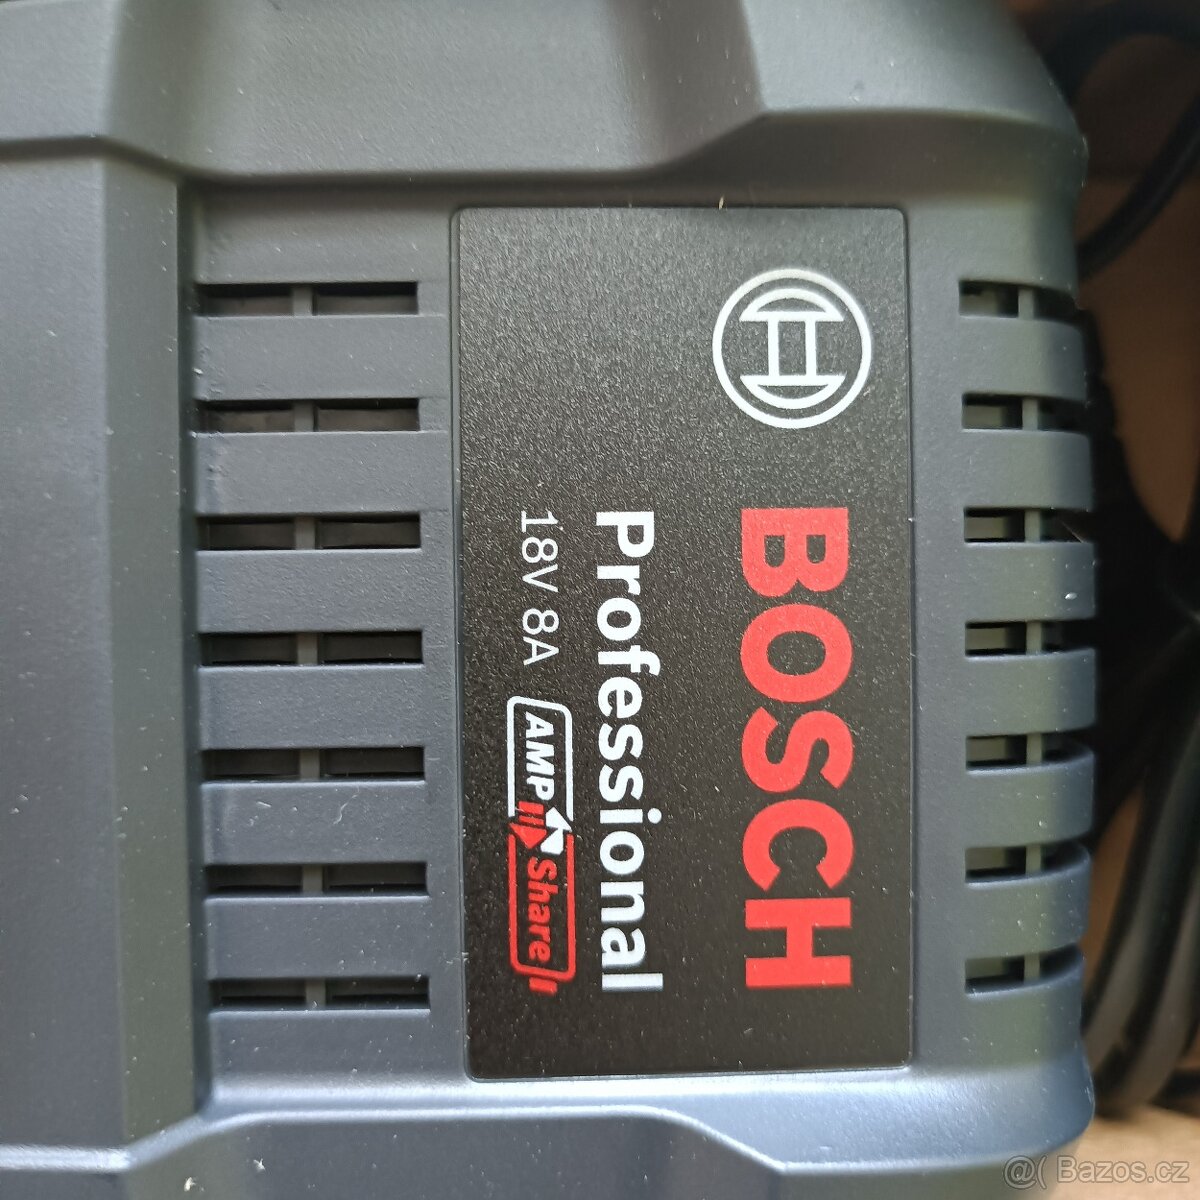 BOSCH
Professional
18V 8A AMP Share
@( Bazos.cz